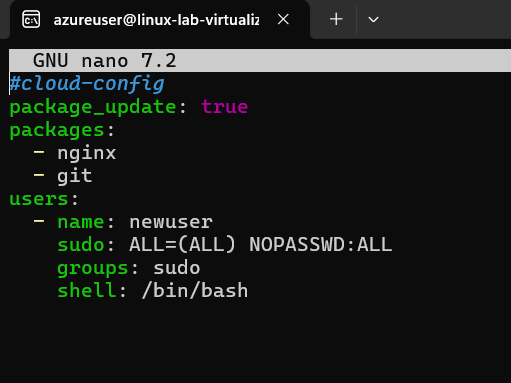 azureuser@linux-lab-virtualiz
GNU nano 7.2
#cloud-config
package_update: true
packages:
  - nginx
  - git
users:
  - name: newuser
    sudo: ALL=(ALL) NOPASSWD:ALL
    groups: sudo
    shell: /bin/bash